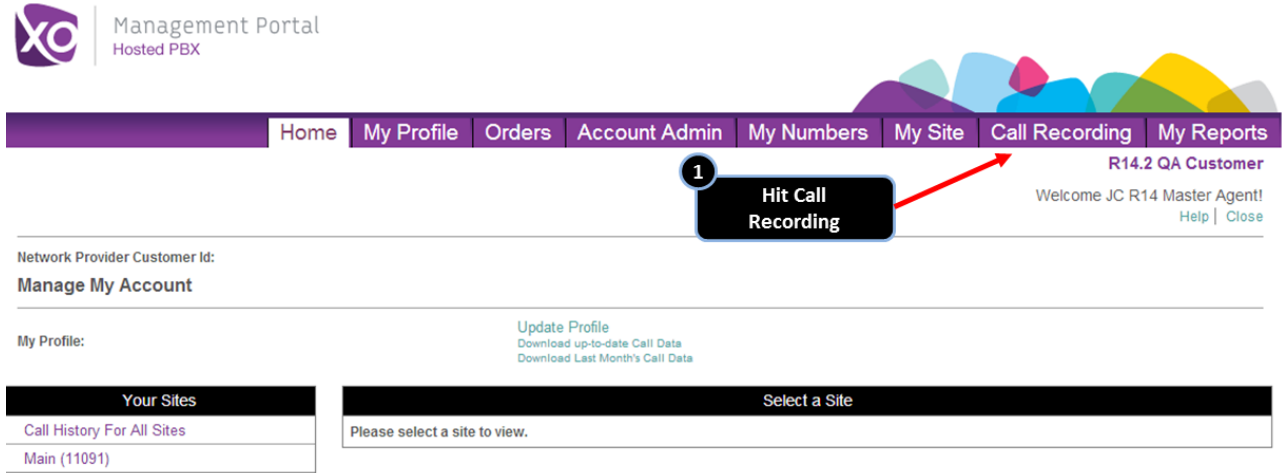 XO
Management Portal
Hosted PBX
Home My Profile Orders Account Admin My Numbers My Site Call Recording My Reports
R14.2 QA Customer
1
Hit Call
Recording
Welcome JC R14 Master Agent!
Help | Close
Network Provider Customer Id:
Manage My Account
My Profile:
Update Profile
Download up-to-date Call Data
Download Last Month's Call Data
Your Sites
Select a Site
Call History For All Sites
Please select a site to view.
Main (11091)